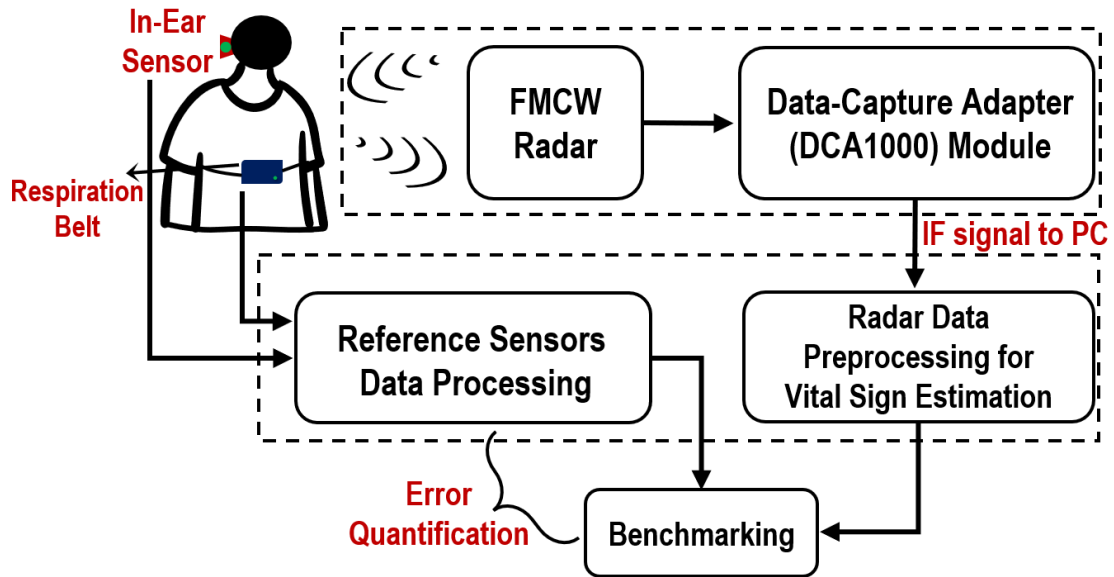 In-Ear
Sensor
Respiration
Belt
FMCW
Radar
Data-Capture Adapter
(DCA1000) Module
IF signal to PC
Reference Sensors
Data Processing
Radar Data
Preprocessing for
Vital Sign Estimation
Error
Quantification
Benchmarking